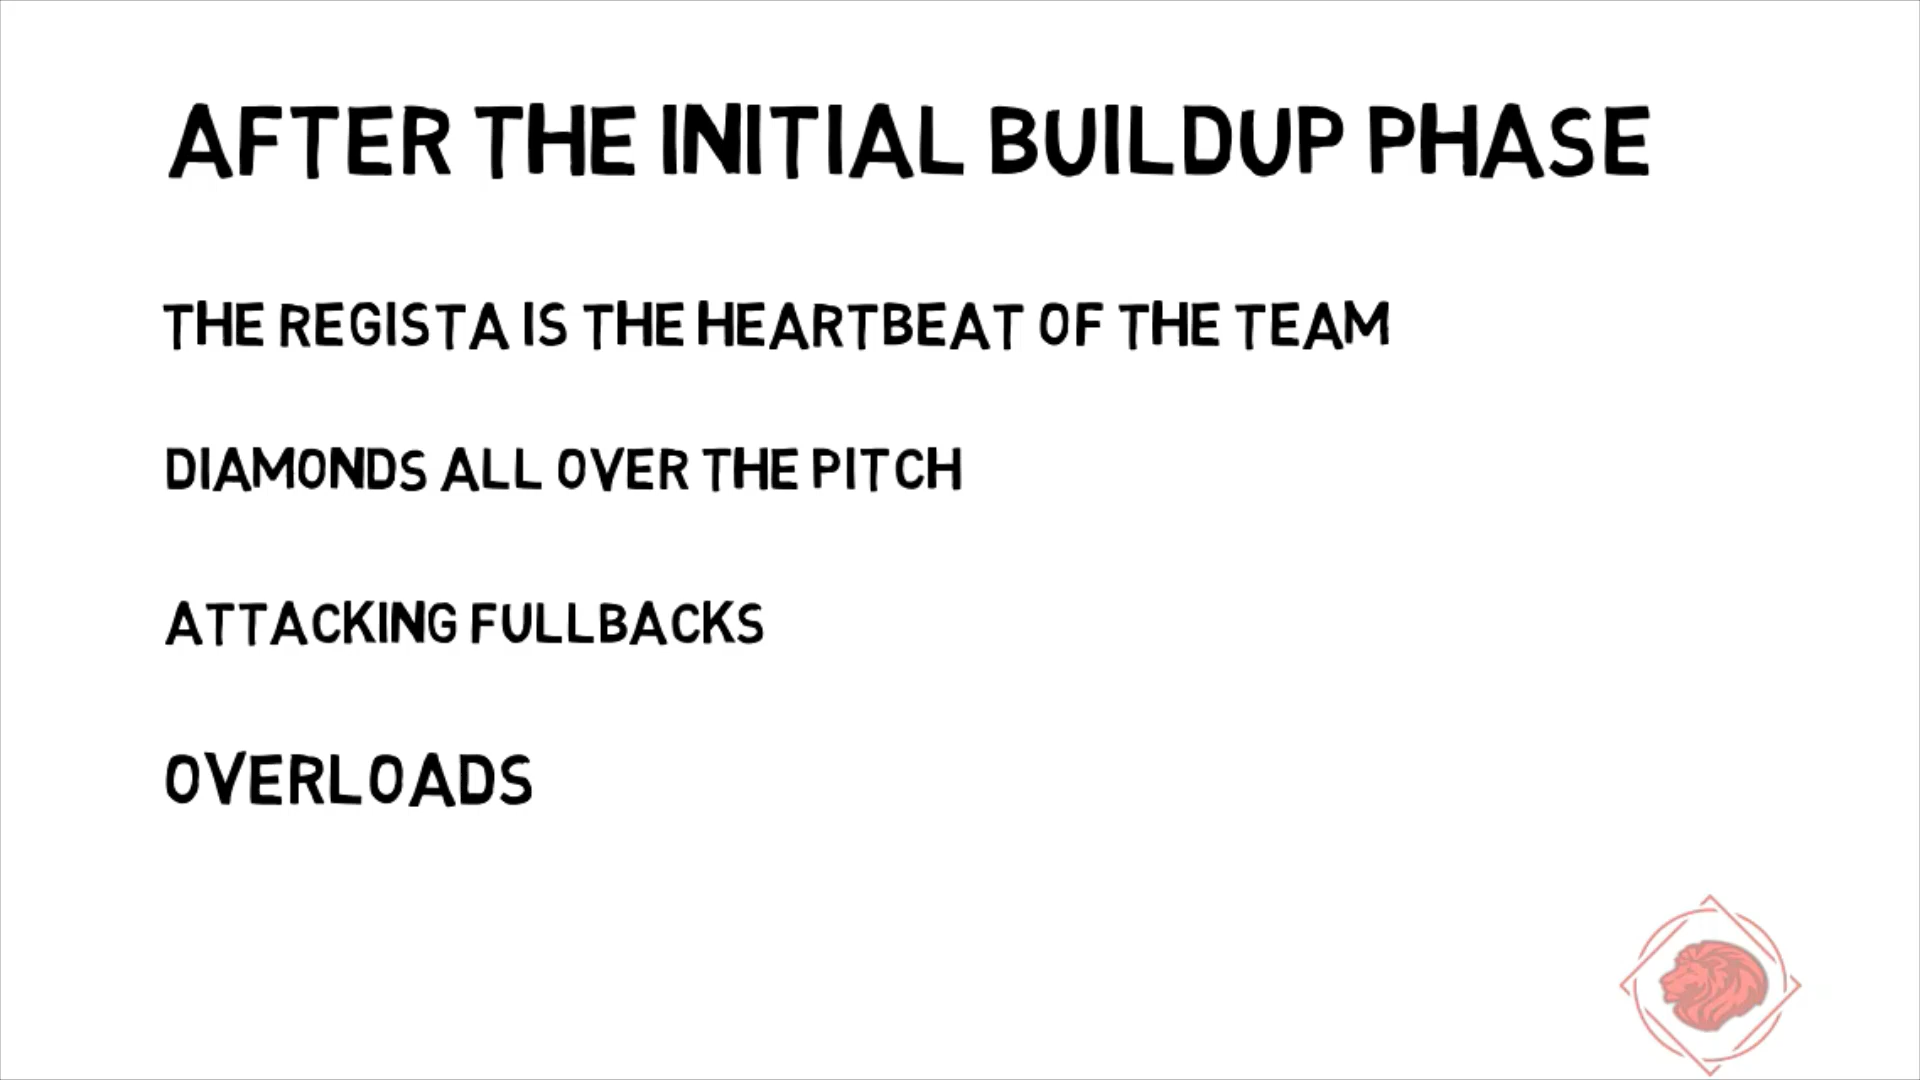 AFTER THE INITIAL BUILDUP PHASE
THE REGISTA IS THE HEARTBEAT OF THE TEAM
DIAMONDS ALL OVER THE PITCH
ATTACKING FULLBACKS
OVERLOADS